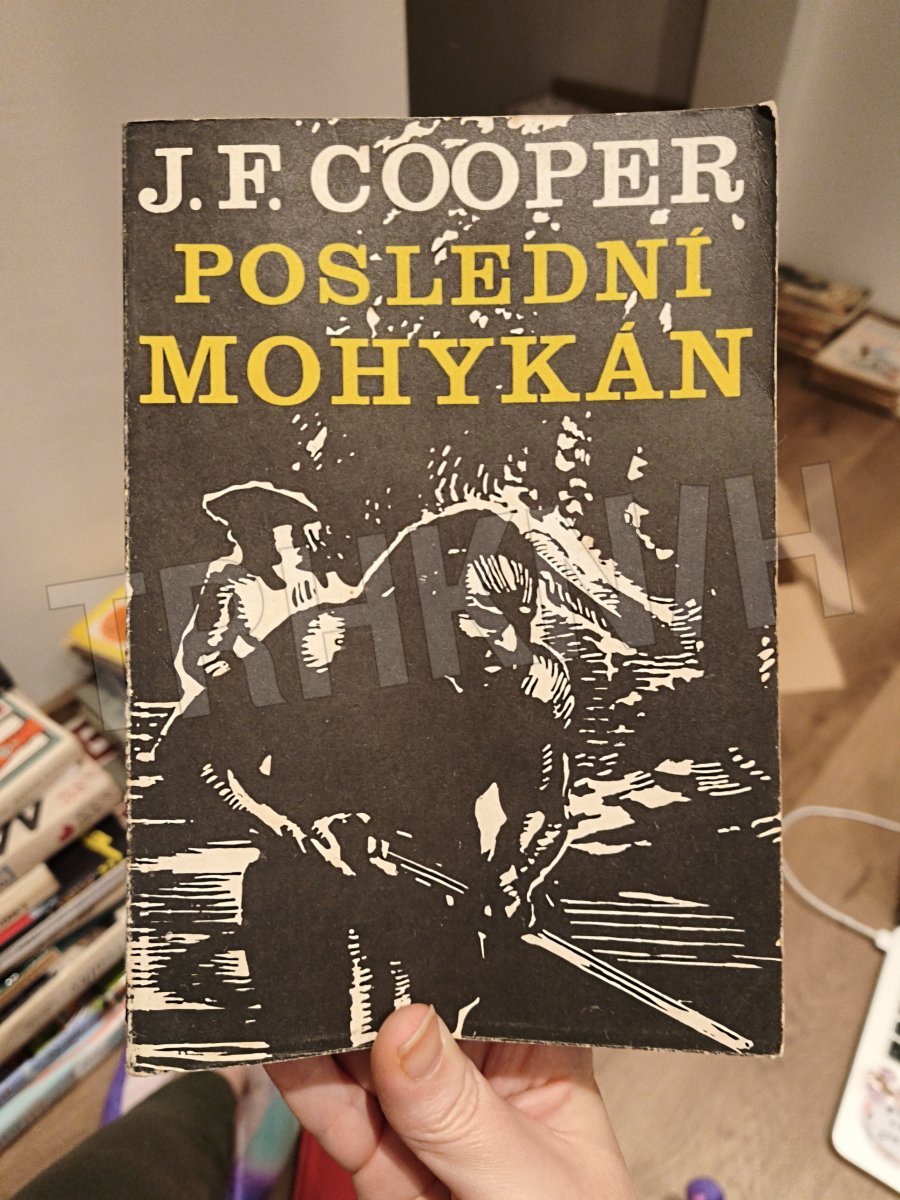 J. F. COOPER
POSLEDNÍ
MOHYKÁN
TRHKNIH